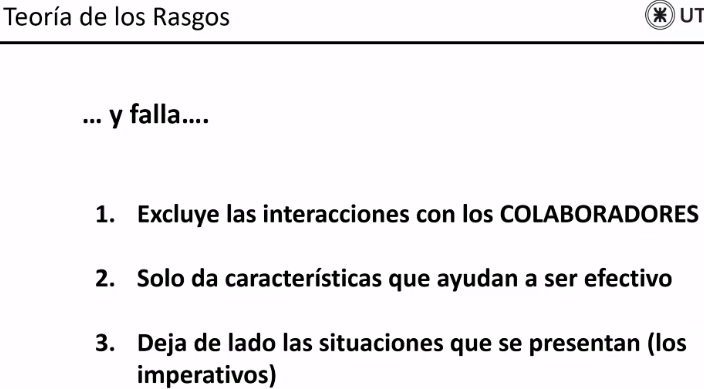 Teoría de los Rasgos
UT
... y falla....
1. Excluye las interacciones con los COLABORADORES
2. Solo da características que ayudan a ser efectivo
3. Deja de lado las situaciones que se presentan (los
imperativos)